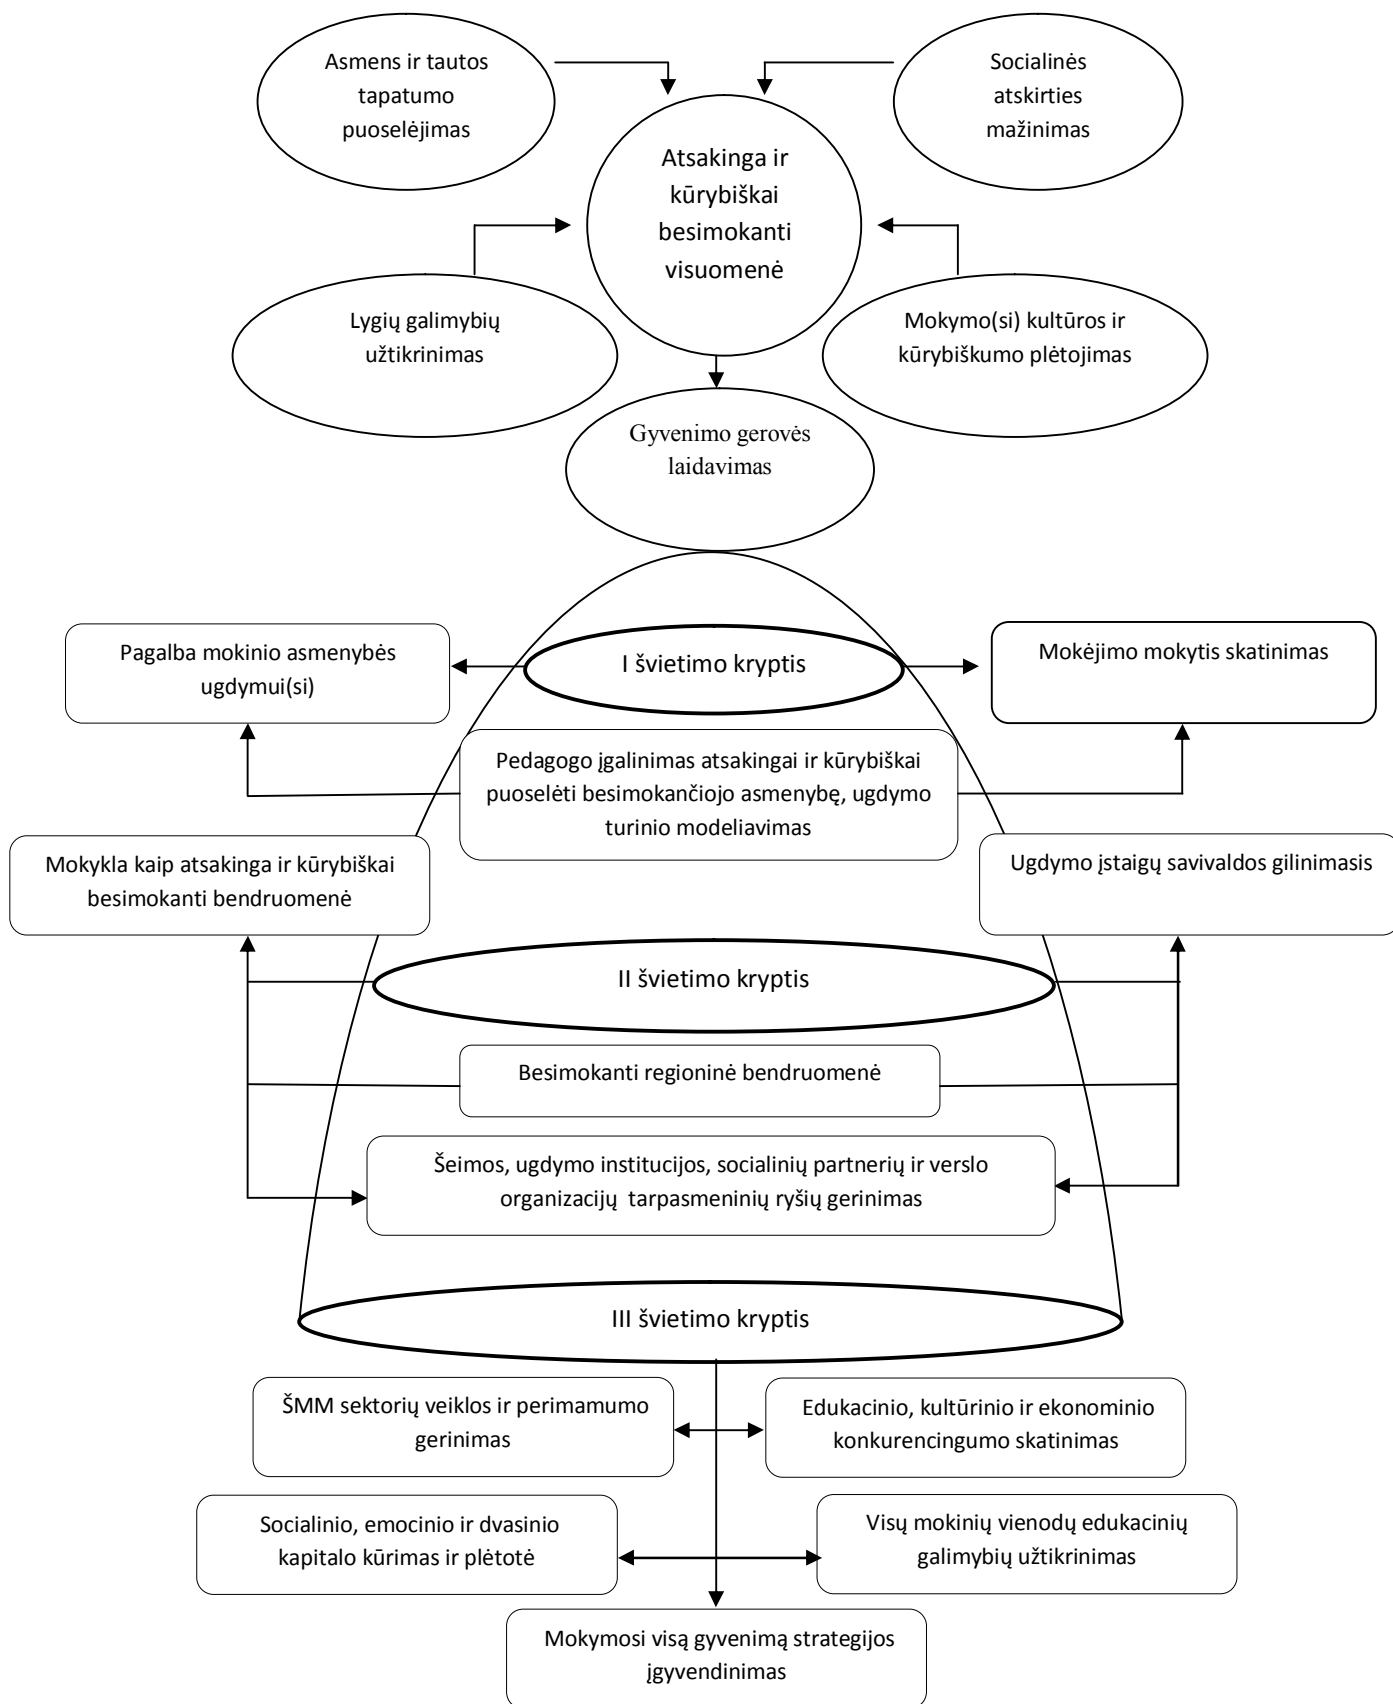 Asmens ir tautos
tapatumo
puoselėjimas
Socialinės
atskirties
mažinimas
Atsakinga ir
kūrybiškai
besimokanti
visuomenė
Lygių galimybių
užtikrinimas
Mokymo(si) kultūros ir
kūrybiškumo plėtojimas
Gyvenimo gerovės
laidavimas
Pagalba mokinio asmenybės
ugdymui(si)
I švietimo kryptis
Mokėjimo mokytis skatinimas
Pedagogo įgalinimas atsakingai ir kūrybiškai
puoselėti besimokančiojo asmenybę, ugdymo
turinio modeliavimas
Mokykla kaip atsakinga ir kūrybiškai
besimokanti bendruomenė
Ugdymo įstaigų savivaldos gilinimasis
II švietimo kryptis
Besimokanti regioninė bendruomenė
Šeimos, ugdymo institucijos, socialinių partnerių ir verslo
organizacijų tarpasmeninių ryšių gerinimas
III švietimo kryptis
ŠMM sektorių veiklos ir perimamumo
gerinimas
Edukacinio, kultūrinio ir ekonominio
konkurencingumo skatinimas
Socialinio, emocinio ir dvasinio
kapitalo kūrimas ir plėtotė
Visų mokinių vienodų edukacinių
galimybių užtikrinimas
Mokymosi visą gyvenimą strategijos
įgyvendinimas